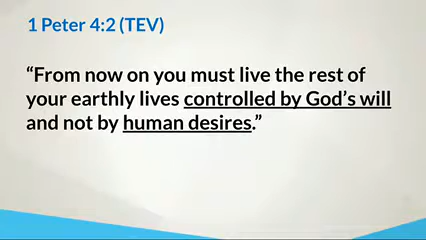 1 Peter 4:2 (TEV)
“From now on you must live the rest of
your earthly lives controlled by God’s will
and not by human desires.”